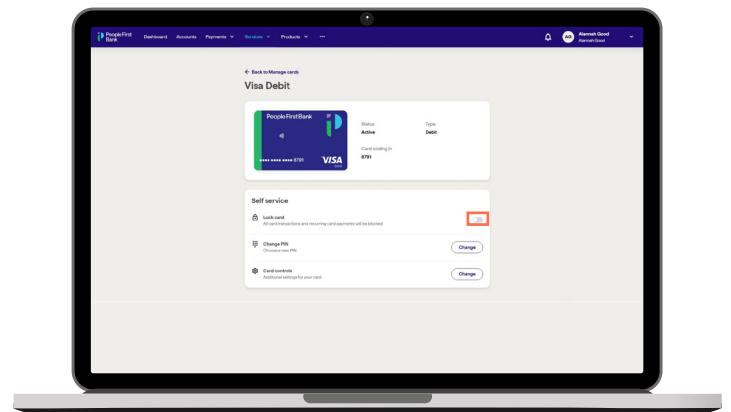 People First
Bank
Dashboard Accounts Payments Services Products ···
AG
Alannah Good
Alannah Good
← Back to Manage cards
Visa Debit
People First Bank
•••• •••• •••• 8791
VISA
Status
Active
Type
Debit
Card ending in
8791
Self service
Lock card
All card transactions and recurring card payments will be blocked
Change PIN
Choose a new PIN
Change
Card controls
Additional settings for your card
Change